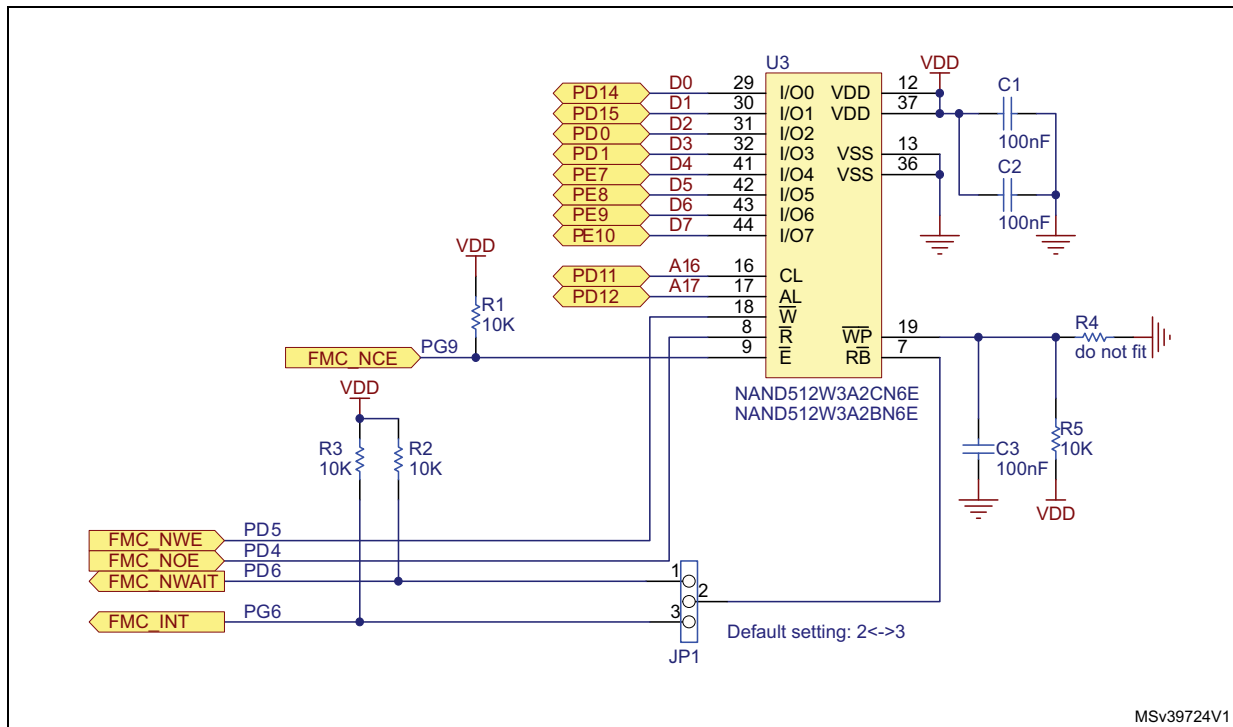 U3
VDD
C1
100nF
C2
100nF
PD14 D0 29 I/O0 VDD 12
PD15 D1 30 I/O1 VDD 37
PD0 D2 31 I/O2
PD1 D3 32 I/O3 VSS 13
PE7 D4 41 I/O4 VSS 36
PE8 D5 42 I/O5
PE9 D6 43 I/O6
PE10 D7 44 I/O7
VDD
R1
10K
PD11 A16 16 CL
PD12 A17 17 AL
18 W
8 R WP 19
9 E RB 7
R4
do not fit
FMC_NCE PG9
NAND512W3A2CN6E
NAND512W3A2BN6E
VDD
R3
10K
R2
10K
C3
100nF
R5
10K
VDD
FMC_NWE PD5
FMC_NOE PD4
FMC_NWAIT PD6 1
2
FMC_INT PG6 3
Default setting: 2<->3
JP1
MSv39724V1